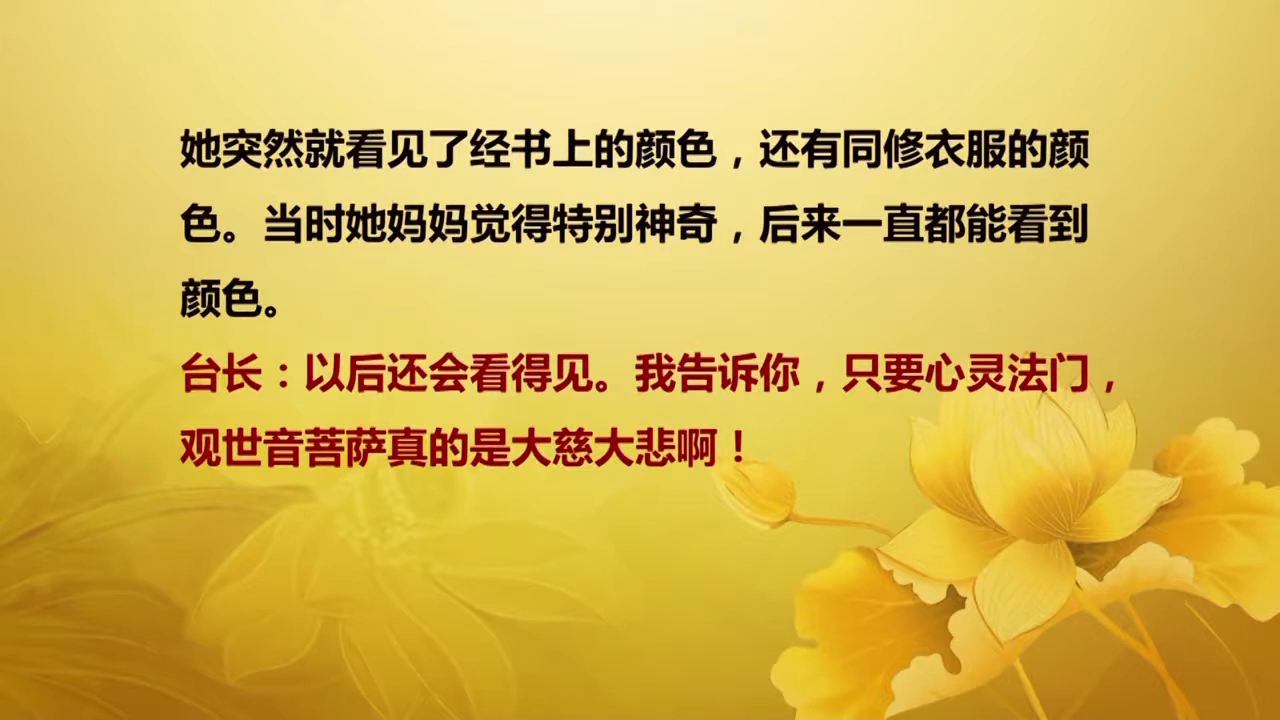 她突然就看见了经书上的颜色，还有同修衣服的颜
色。当时她妈妈觉得特别神奇，后来一直都能看到
颜色。
台长：以后还会看得见。我告诉你，只要心灵法门，
观世音菩萨真的是大慈大悲啊！